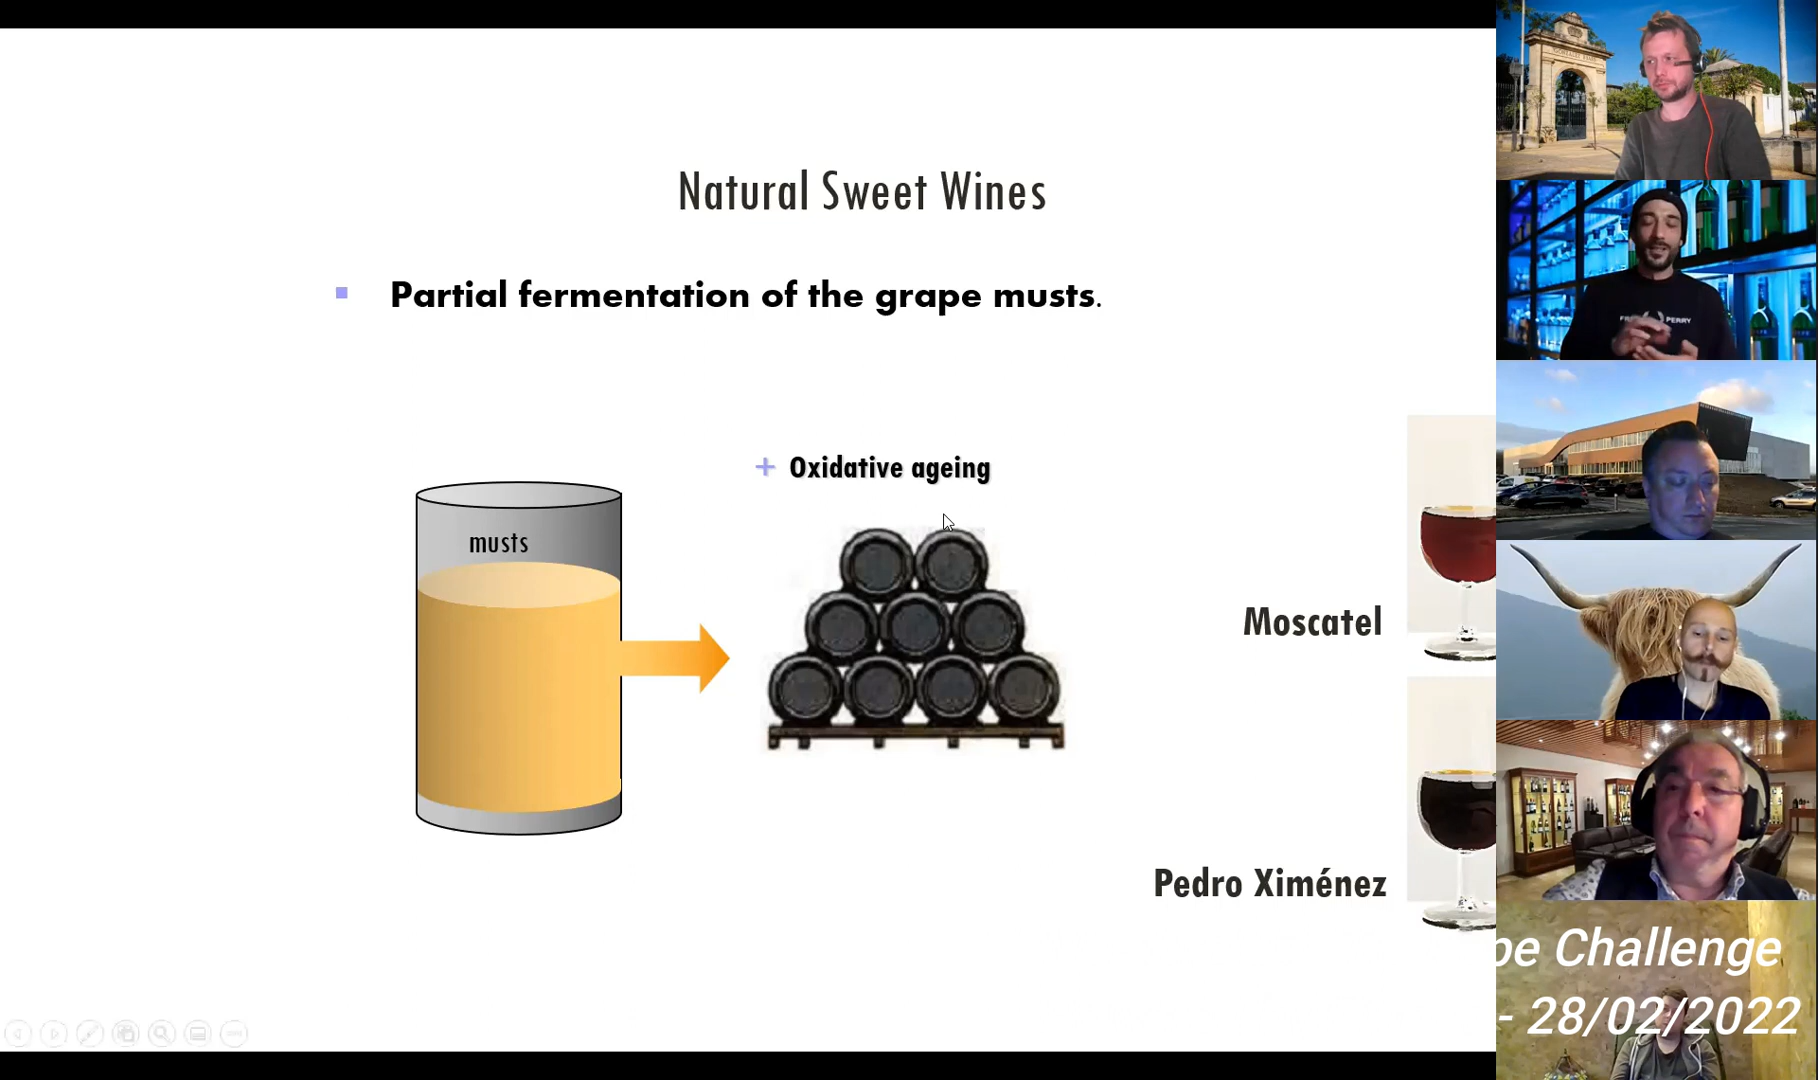 Natural Sweet Wines
Partial fermentation of the grape musts.
+ Oxidative ageing
musts
Moscatel
Pedro Ximénez
PERRY
Challenge
- 28/02/2022